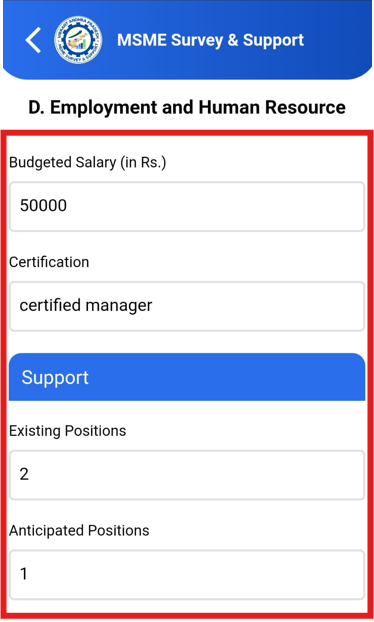 MSME Survey & Support
D. Employment and Human Resource
Budgeted Salary (in Rs.)
50000
Certification
certified manager
Support
Existing Positions
2
Anticipated Positions
1